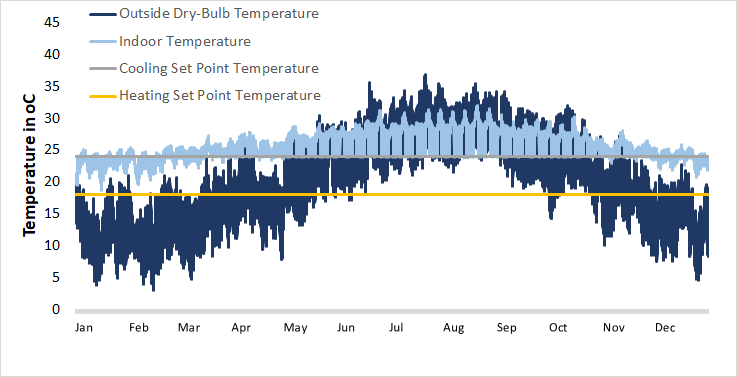 45
40
35
30
25
20
15
10
5
0
Temperature in oC
Outside Dry-Bulb Temperature
Indoor Temperature
Cooling Set Point Temperature
Heating Set Point Temperature
Jan Feb Mar Apr May Jun Jul Aug Sep Oct Nov Dec